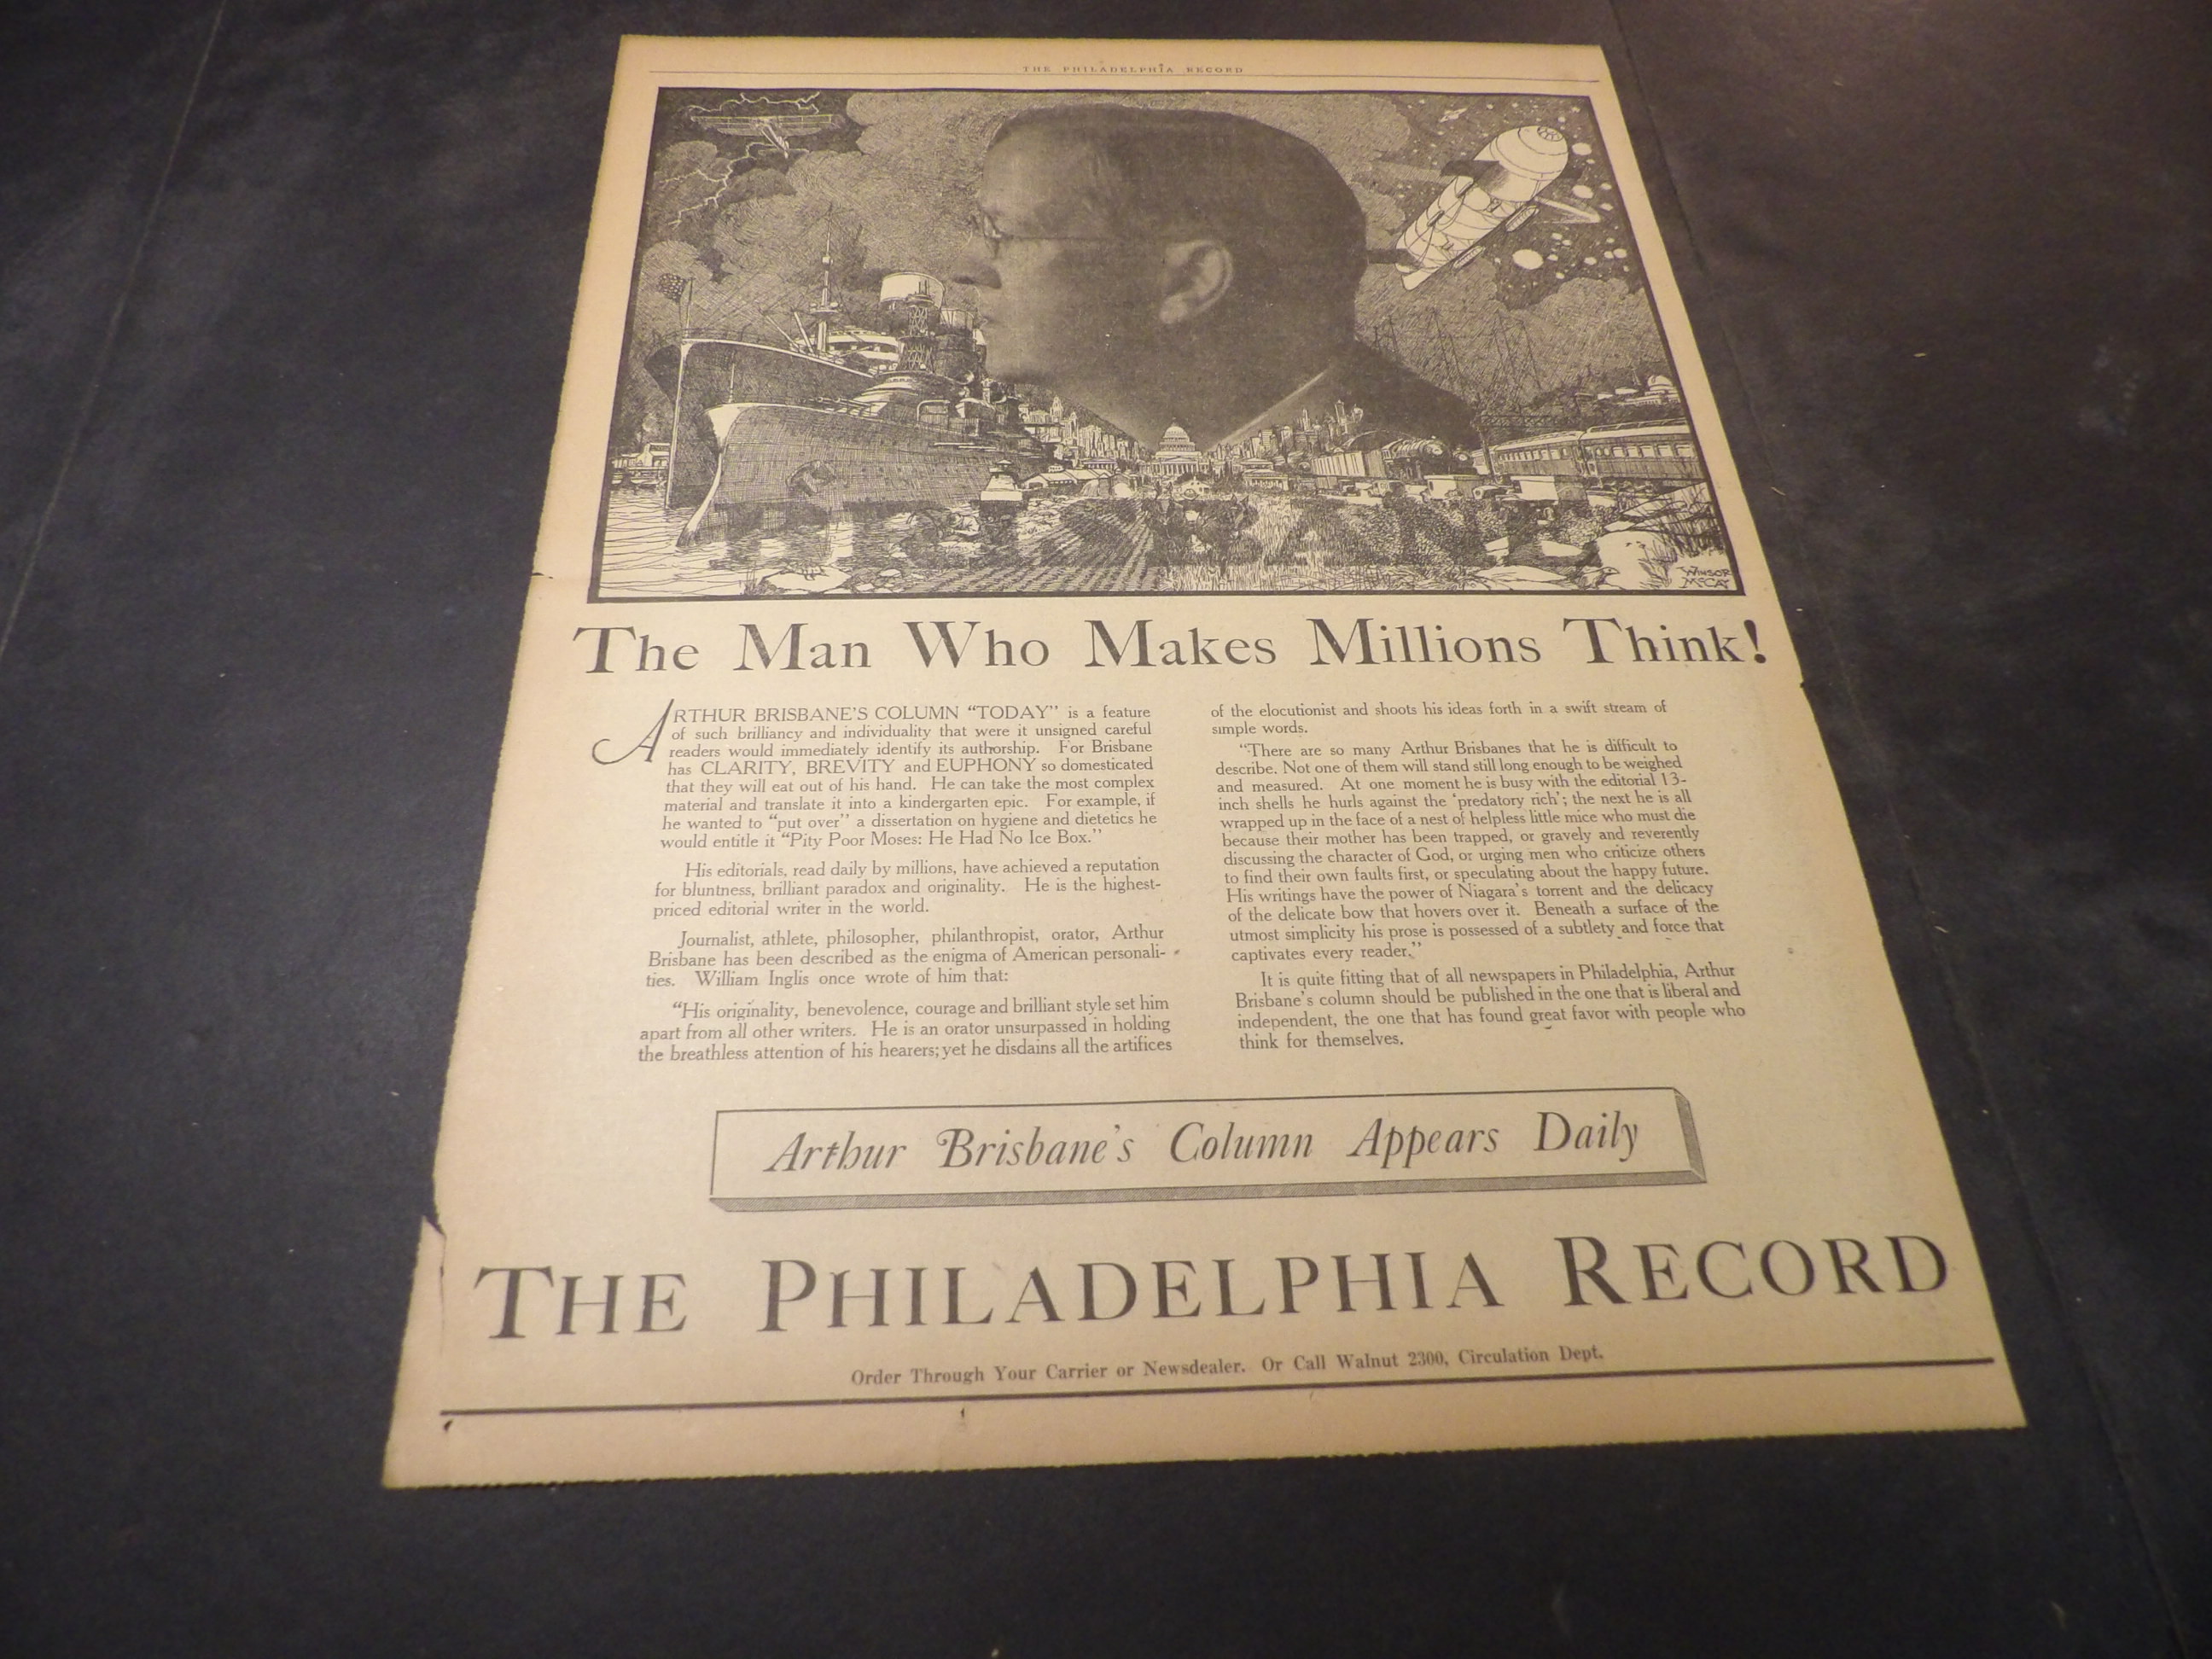 THE PHILADELPHIA RECORD
WINSOR
McCAY
The Man Who Makes Millions Think!
ARTHUR BRISBANE'S COLUMN "TODAY" is a feature
of such brilliancy and individuality that were it unsigned careful
readers would immediately identify its authorship. For Brisbane
has CLARITY, BREVITY and EUPHONY so domesticated
that they will eat out of his hand. He can take the most complex
material and translate it into a kindergarten epic. For example, if
he wanted to "put over" a dissertation on hygiene and dietetics he
would entitle it "Pity Poor Moses: He Had No Ice Box."
His editorials, read daily by millions, have achieved a reputation
for bluntness, brilliant paradox and originality. He is the highest-
priced editorial writer in the world.
Journalist, athlete, philosopher, philanthropist, orator, Arthur
Brisbane has been described as the enigma of American personali-
ties. William Inglis once wrote of him that:
"His originality, benevolence, courage and brilliant style set him
apart from all other writers. He is an orator unsurpassed in holding
the breathless attention of his hearers; yet he disdains all the artifices
of the elocutionist and shoots his ideas forth in a swift stream of
simple words.
"There are so many Arthur Brisbanes that he is difficult to
describe. Not one of them will stand still long enough to be weighed
and measured. At one moment he is busy with the editorial 13-
inch shells he hurls against the 'predatory rich'; the next he is all
wrapped up in the face of a nest of helpless little mice who must die
because their mother has been trapped, or gravely and reverently
discussing the character of God, or urging men who criticize others
to find their own faults first, or speculating about the happy future.
His writings have the power of Niagara's torrent and the delicacy
of the delicate bow that hovers over it. Beneath a surface of the
utmost simplicity his prose is possessed of a subtlety and force that
captivates every reader."
It is quite fitting that of all newspapers in Philadelphia, Arthur
Brisbane's column should be published in the one that is liberal and
independent, the one that has found great favor with people who
think for themselves.
Arthur Brisbane's Column Appears Daily
THE PHILADELPHIA RECORD
Order Through Your Carrier or Newsdealer. Or Call Walnut 2300, Circulation Dept.